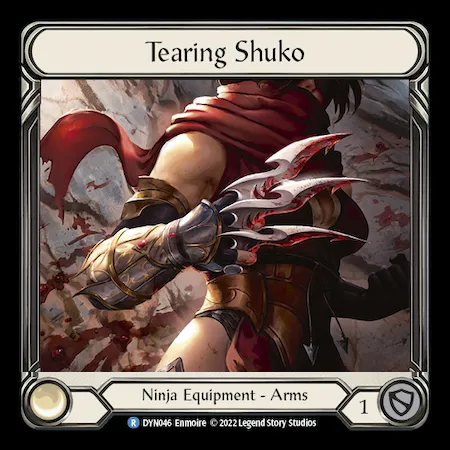 Tearing Shuko
Ninja Equipment - Arms
1
R DYN046 Enmoire © 2022 Legend Story Studios